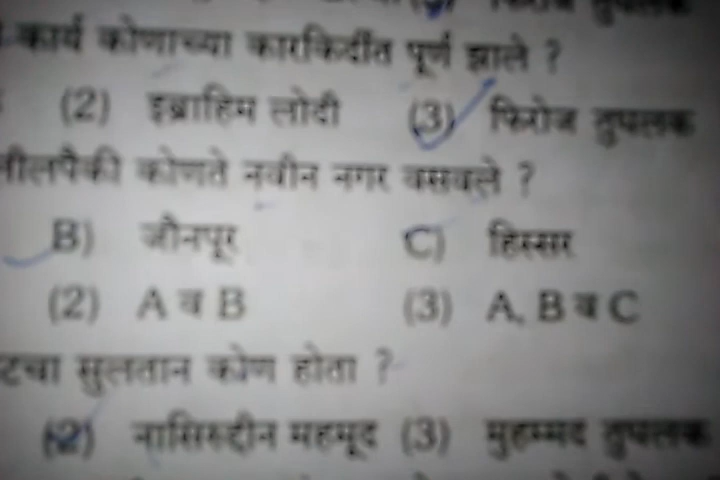 कार्य कोणाच्या कारकिर्दीत पूर्ण झाले ?
(2) इब्राहिम लोदी (3) फिरोज तुघलक
कोणते नवीन नगर वसवले ?
B) जौनपूर C) हिस्सर
(2) A व B (3) A, B व C
सुलतान कोण होता ?
(2) नासिरुद्दीन महमूद (3) मुहम्मद तुघलक